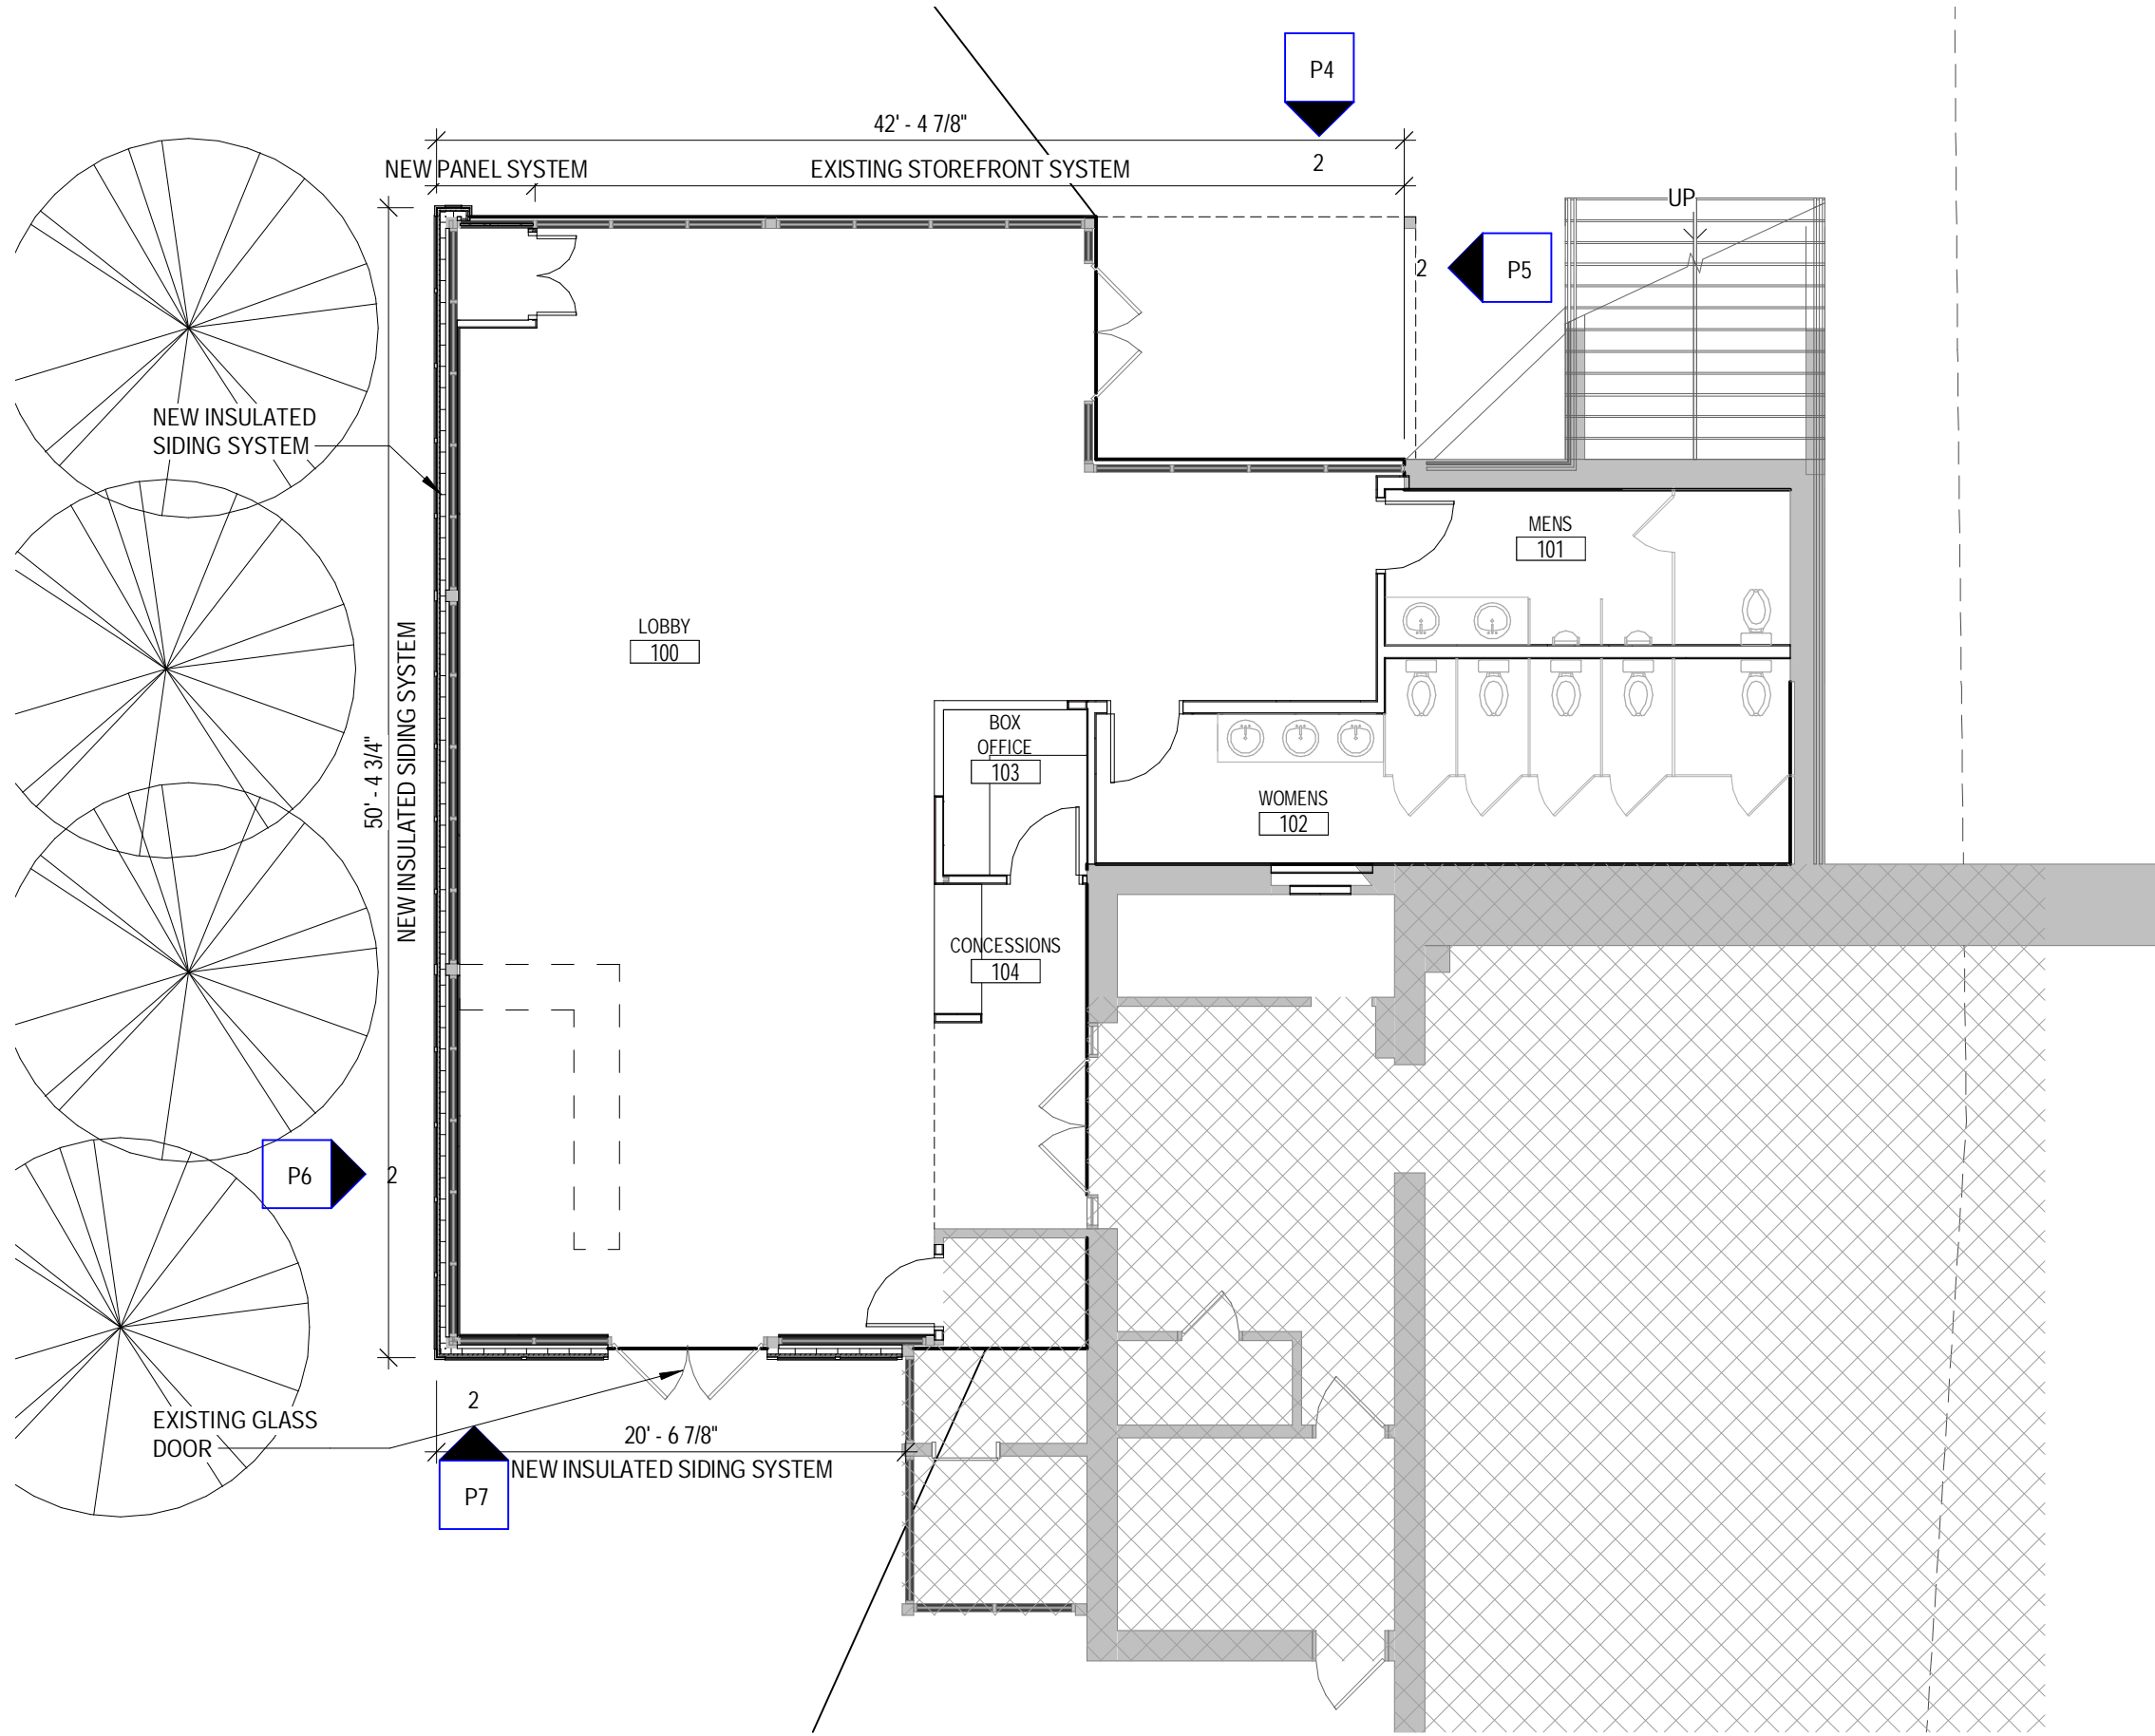 P4
42' - 4 7/8"
2
NEW PANEL SYSTEM
EXISTING STOREFRONT SYSTEM
UP
2
P5
NEW INSULATED
SIDING SYSTEM
MENS
101
LOBBY
100
50' - 4 3/4"
NEW INSULATED SIDING SYSTEM
BOX
OFFICE
103
WOMENS
102
CONCESSIONS
104
P6
2
2
EXISTING GLASS
DOOR
20' - 6 7/8"
NEW INSULATED SIDING SYSTEM
P7